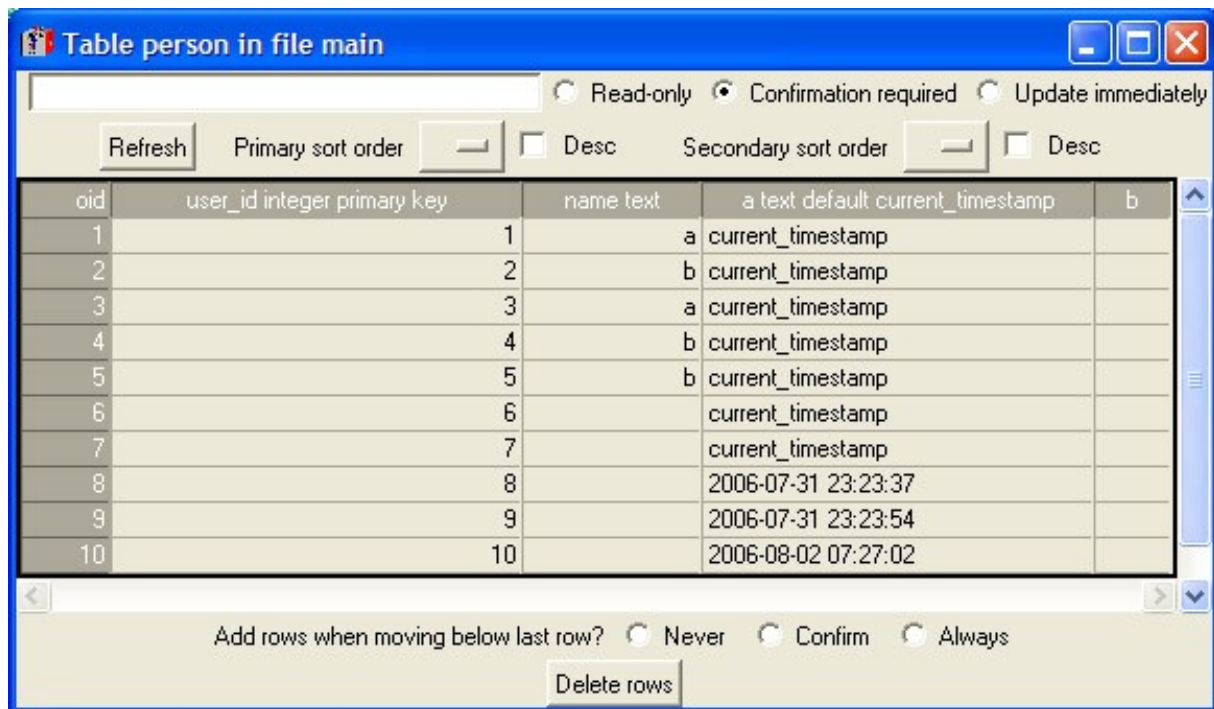 Table person in file main
Read-only Confirmation required Update immediately
Refresh Primary sort order Desc Secondary sort order Desc
oid user_id integer primary key name text a text default current_timestamp b
1 1 a current_timestamp
2 2 b current_timestamp
3 3 a current_timestamp
4 4 b current_timestamp
5 5 b current_timestamp
6 6 current_timestamp
7 7 current_timestamp
8 8 2006-07-31 23:23:37
9 9 2006-07-31 23:23:54
10 10 2006-08-02 07:27:02
Add rows when moving below last row? Never Confirm Always
Delete rows